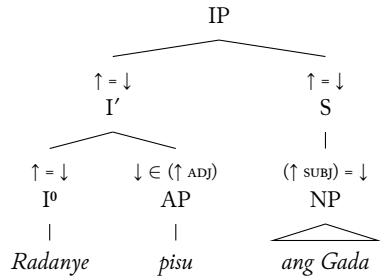 IP
↑ = ↓ ↑ = ↓
I′ S
↑ = ↓ ↓ ∈ (↑ ADJ) (↑ SUBJ) = ↓
I⁰ AP NP
Radanye pisu ang Gada